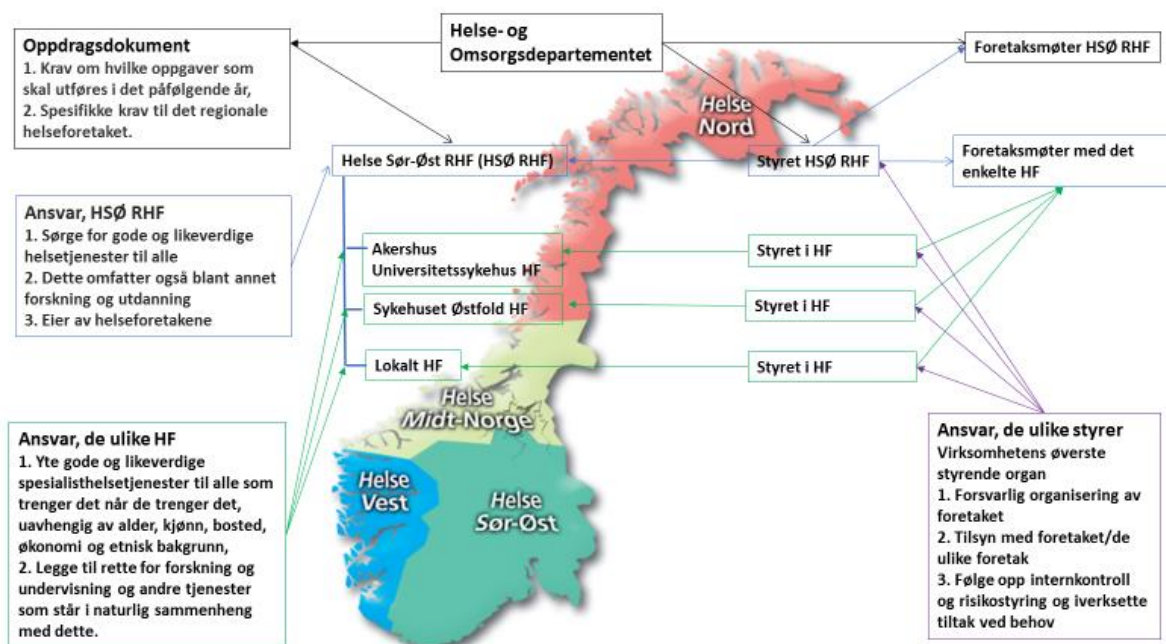 Helse- og
Omsorgsdepartementet
Oppdragsdokument
1. Krav om hvilke oppgaver som
skal utføres i det påfølgende år,
2. Spesifikke krav til det regionale
helseforetaket.
Foretaksmøter HSØ RHF
Helse
Nord
Helse Sør-Øst RHF (HSØ RHF)
Styret HSØ RHF
Foretaksmøter med det
enkelte HF
Ansvar, HSØ RHF
1. Sørge for gode og likeverdige
helsetjenester til alle
2. Dette omfatter også blant annet
forskning og utdanning
3. Eier av helseforetakene
Akershus
Universitetssykehus HF
Styret i HF
Sykehuset Østfold HF
Styret i HF
Lokalt HF
Styret i HF
Helse
Midt-Norge
Helse
Vest
Helse
Sør-Øst
Ansvar, de ulike HF
1. Yte gode og likeverdige
spesialisthelsetjenester til alle som
trenger det når de trenger det,
uavhengig av alder, kjønn, bosted,
økonomi og etnisk bakgrunn,
2. Legge til rette for forskning og
undervisning og andre tjenester
som står i naturlig sammenheng
med dette.
Ansvar, de ulike styrer
Virksomhetens øverste
styrende organ
1. Forsvarlig organisering av
foretaket
2. Tilsyn med foretaket/de
ulike foretak
3. Følge opp internkontroll
og risikostyring og iverksette
tiltak ved behov